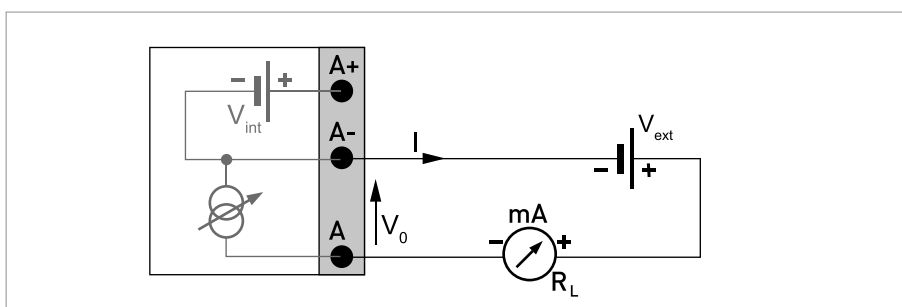 A+
− +
V int
A-
I
V ext
− +
V 0
A
mA
− +
R L